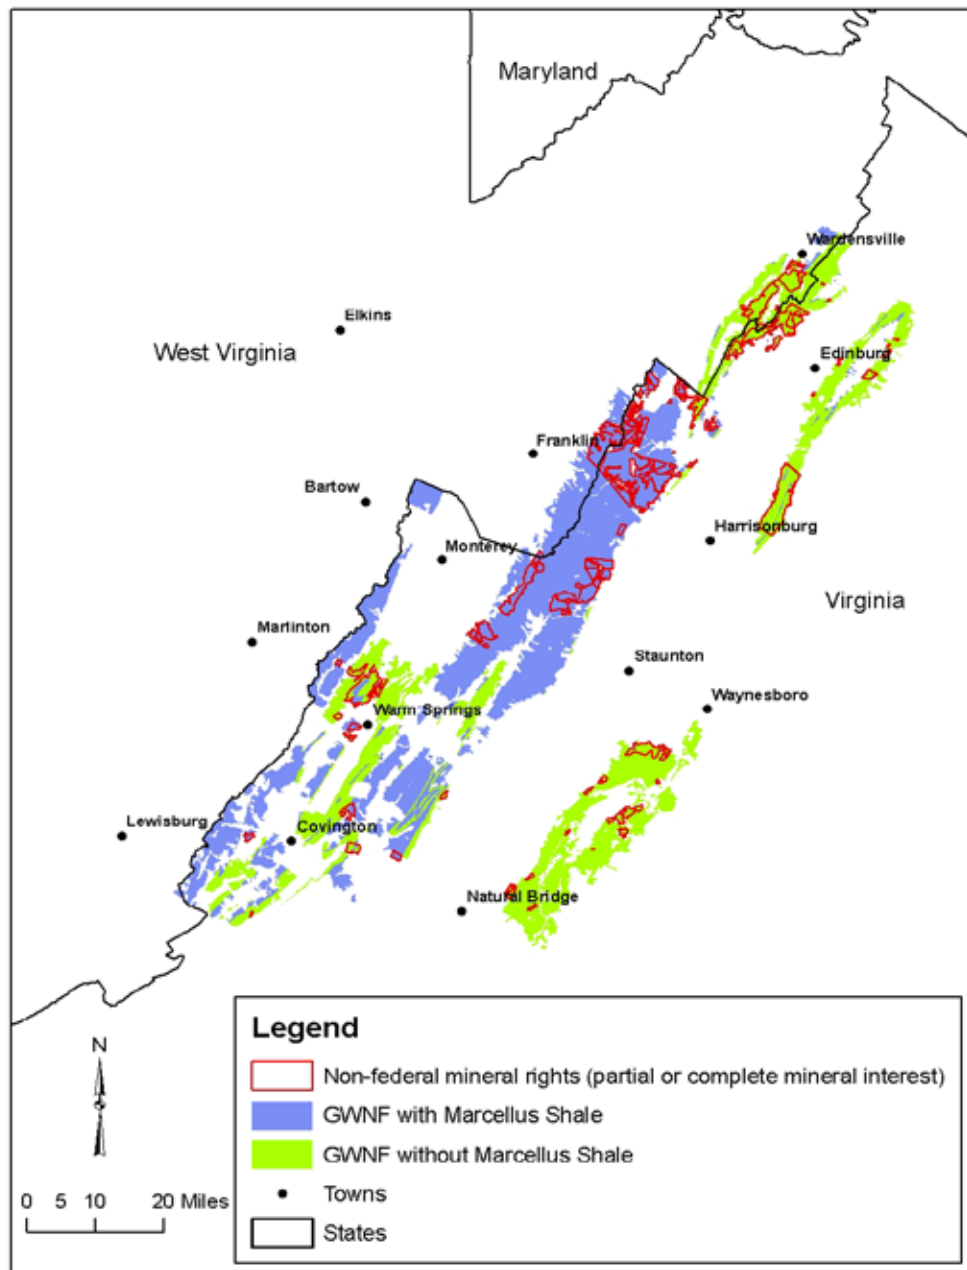 Maryland
Wardensville
Elkins
West Virginia
Edinburg
Franklin
Bartow
Harrisonburg
Monterey
Virginia
Marlinton
Staunton
Waynesboro
Warm Springs
Lewisburg
Covington
Natural Bridge
Legend
Non-federal mineral rights (partial or complete mineral interest)
GWNF with Marcellus Shale
GWNF without Marcellus Shale
Towns
States
N
0 5 10 20 Miles